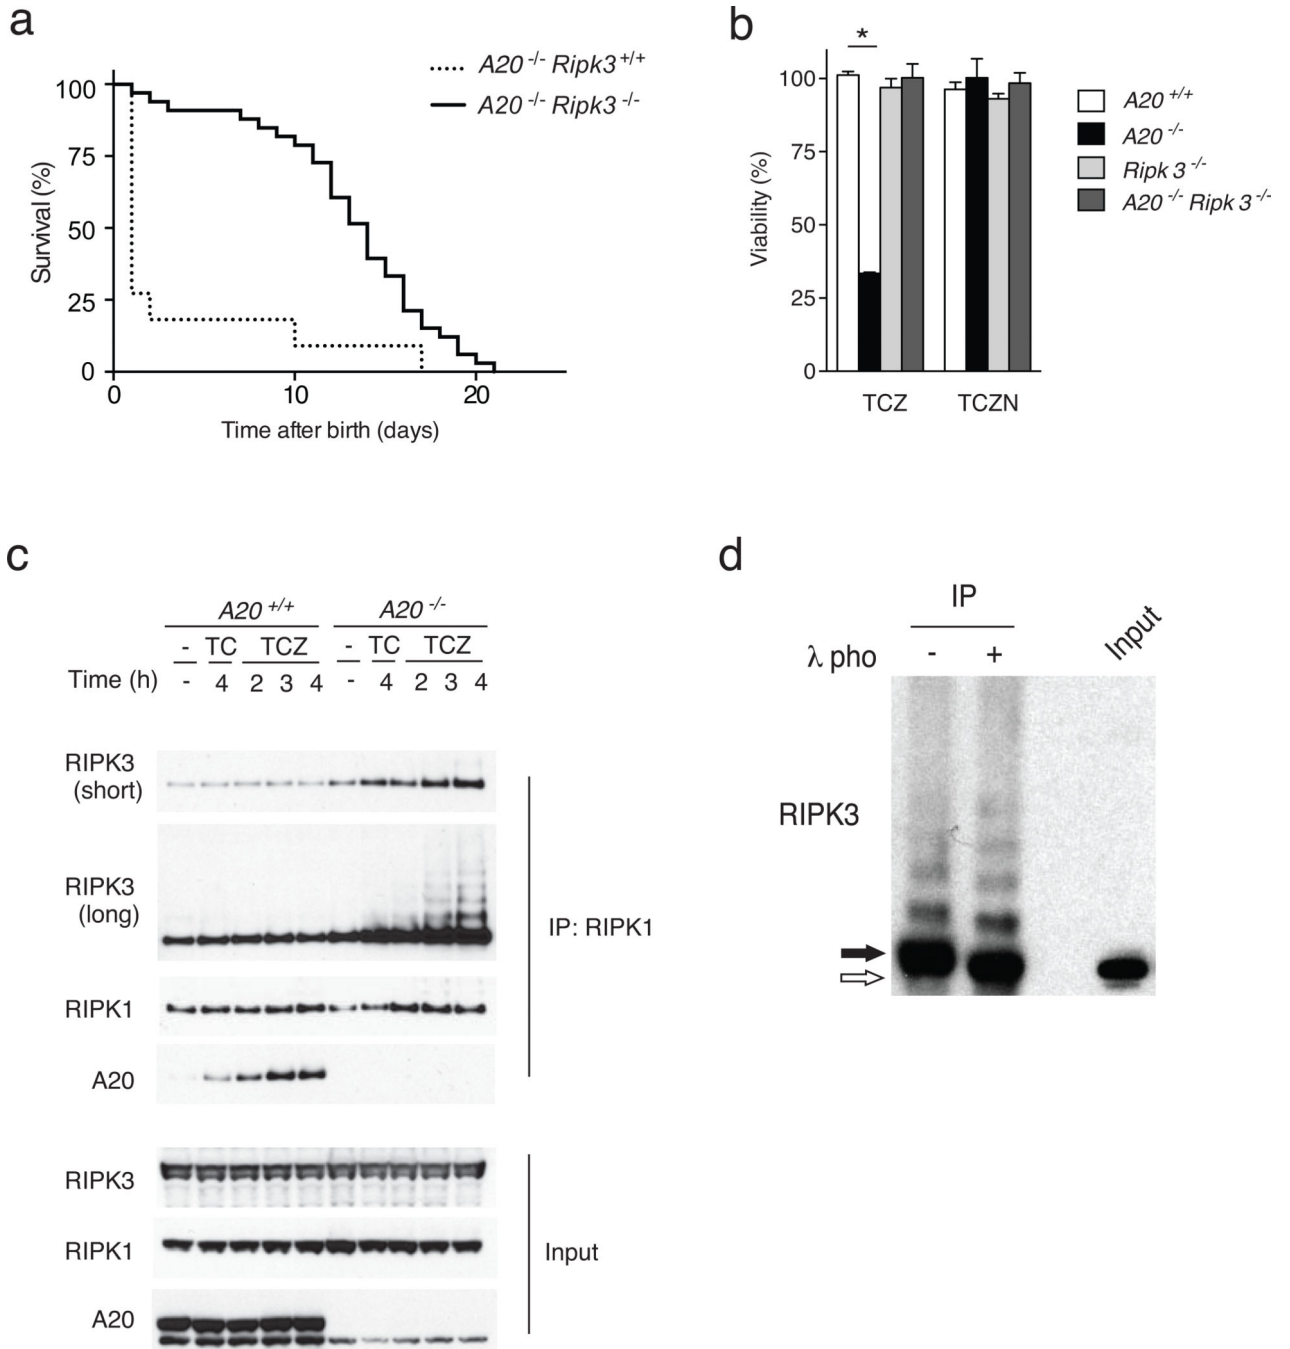 a
A20 -/- Ripk3 +/+
A20 -/- Ripk3 -/-
100
75
50
25
0
Survival (%)
0 10 20
Time after birth (days)
b
*
100
75
50
25
0
Viability (%)
TCZ TCZN
A20 +/+
A20 -/-
Ripk 3 -/-
A20 -/- Ripk 3 -/-
c
A20 +/+ A20 -/-
- TC TCZ - TC TCZ
Time (h) - 4 2 3 4 - 4 2 3 4
RIPK3
(short)
RIPK3
(long)
RIPK1
A20
IP: RIPK1
RIPK3
RIPK1
A20
Input
d
IP
Input
λ pho - +
RIPK3